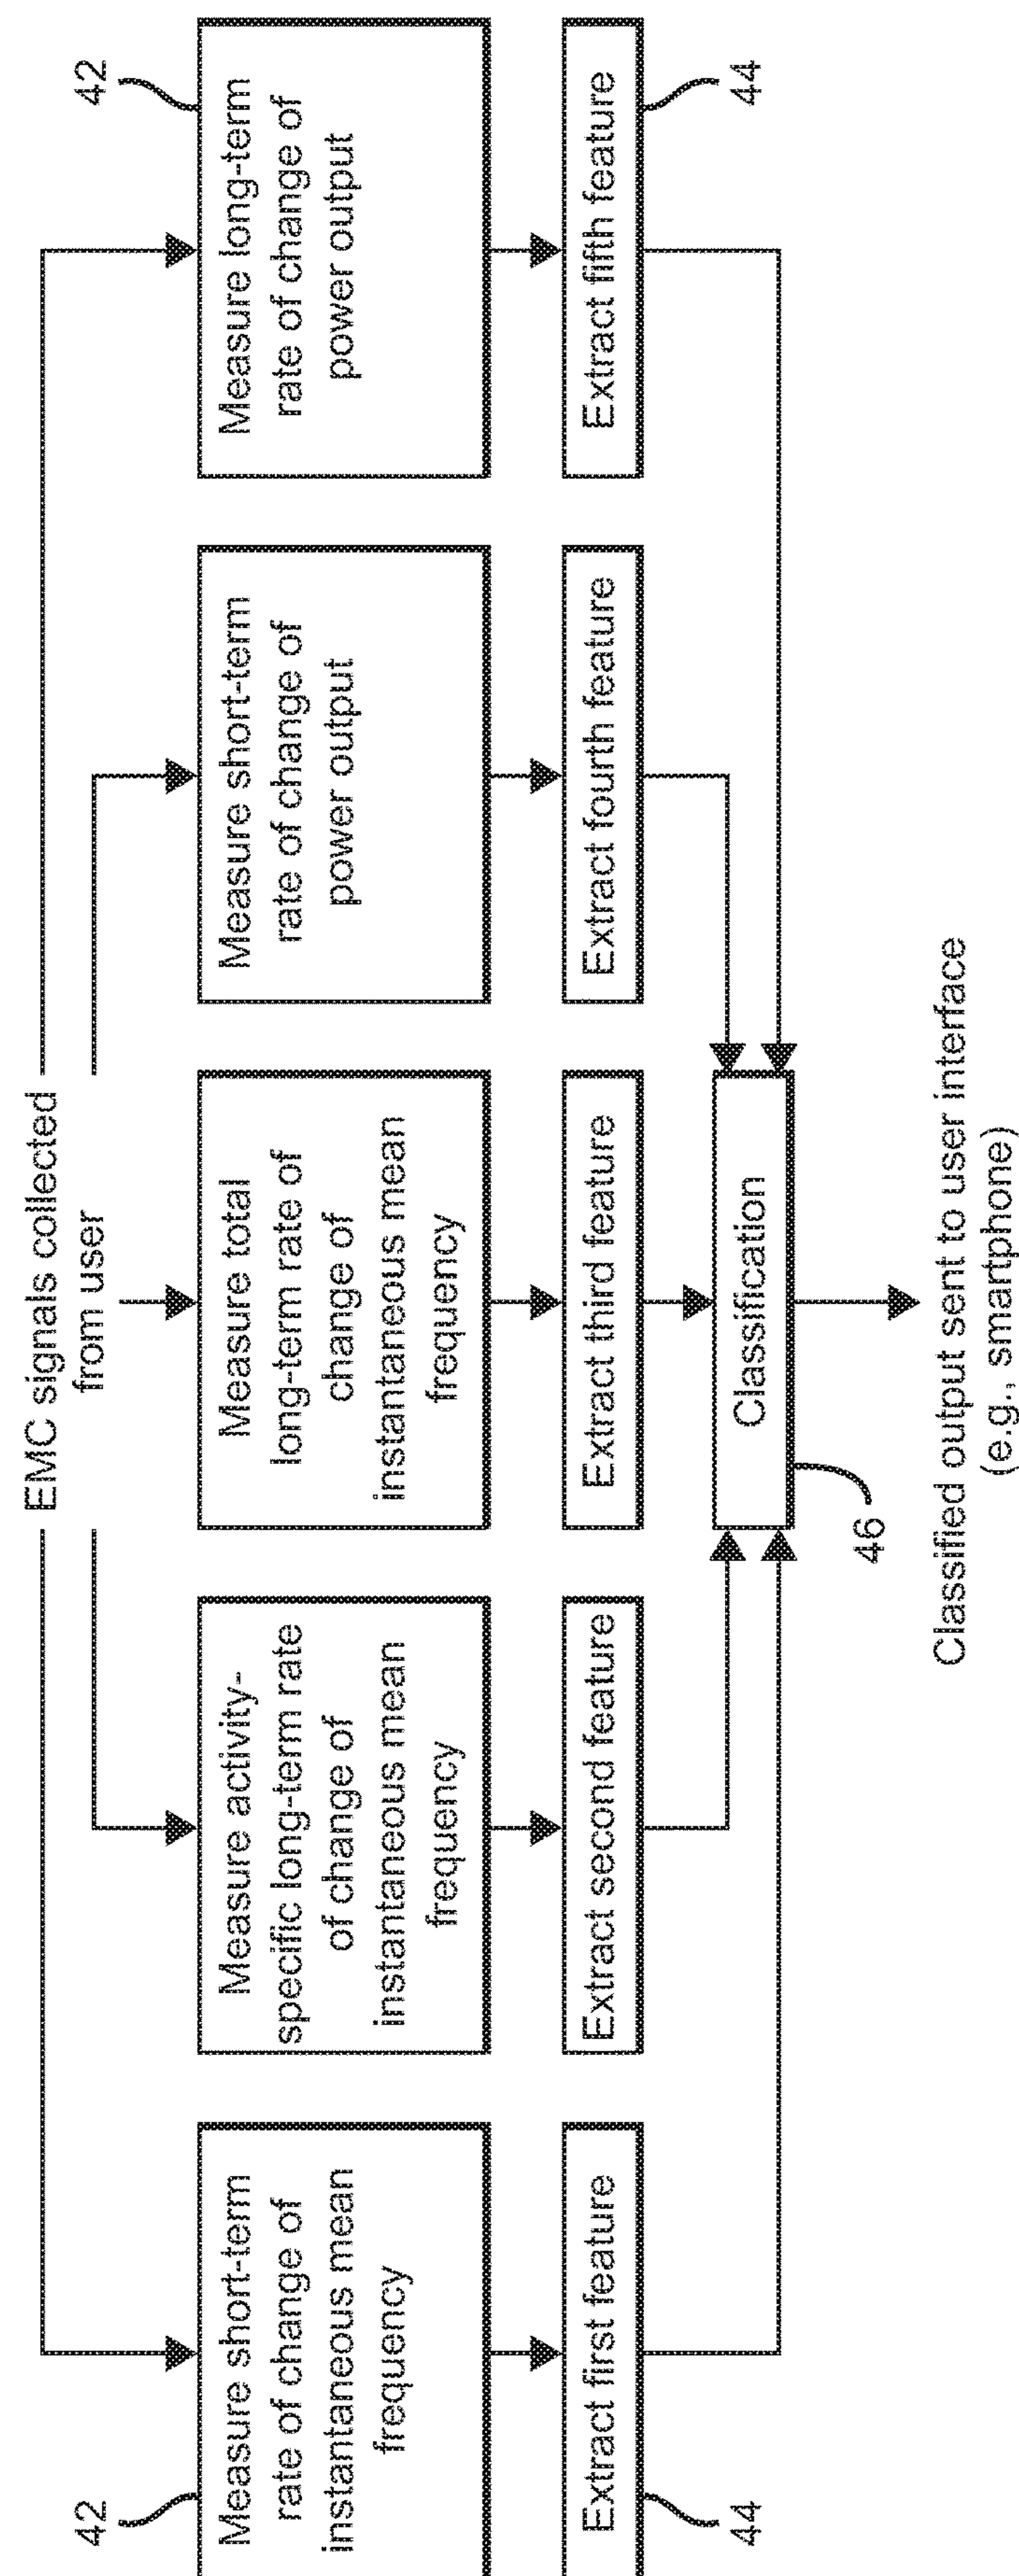 EMC signals collected
from user
42
42
Measure short-term
rate of change of
instantaneous mean
frequency
Measure activity-
specific long-term rate
of change of
instantaneous mean
frequency
Measure total
long-term rate of
change of
instantaneous mean
frequency
Measure short-term
rate of change of
power output
Measure long-term
rate of change of
power output
Extract first feature
Extract second feature
Extract third feature
Extract fourth feature
Extract fifth feature
44
44
Classification
46
Classified output sent to user interface
(e.g., smartphone)